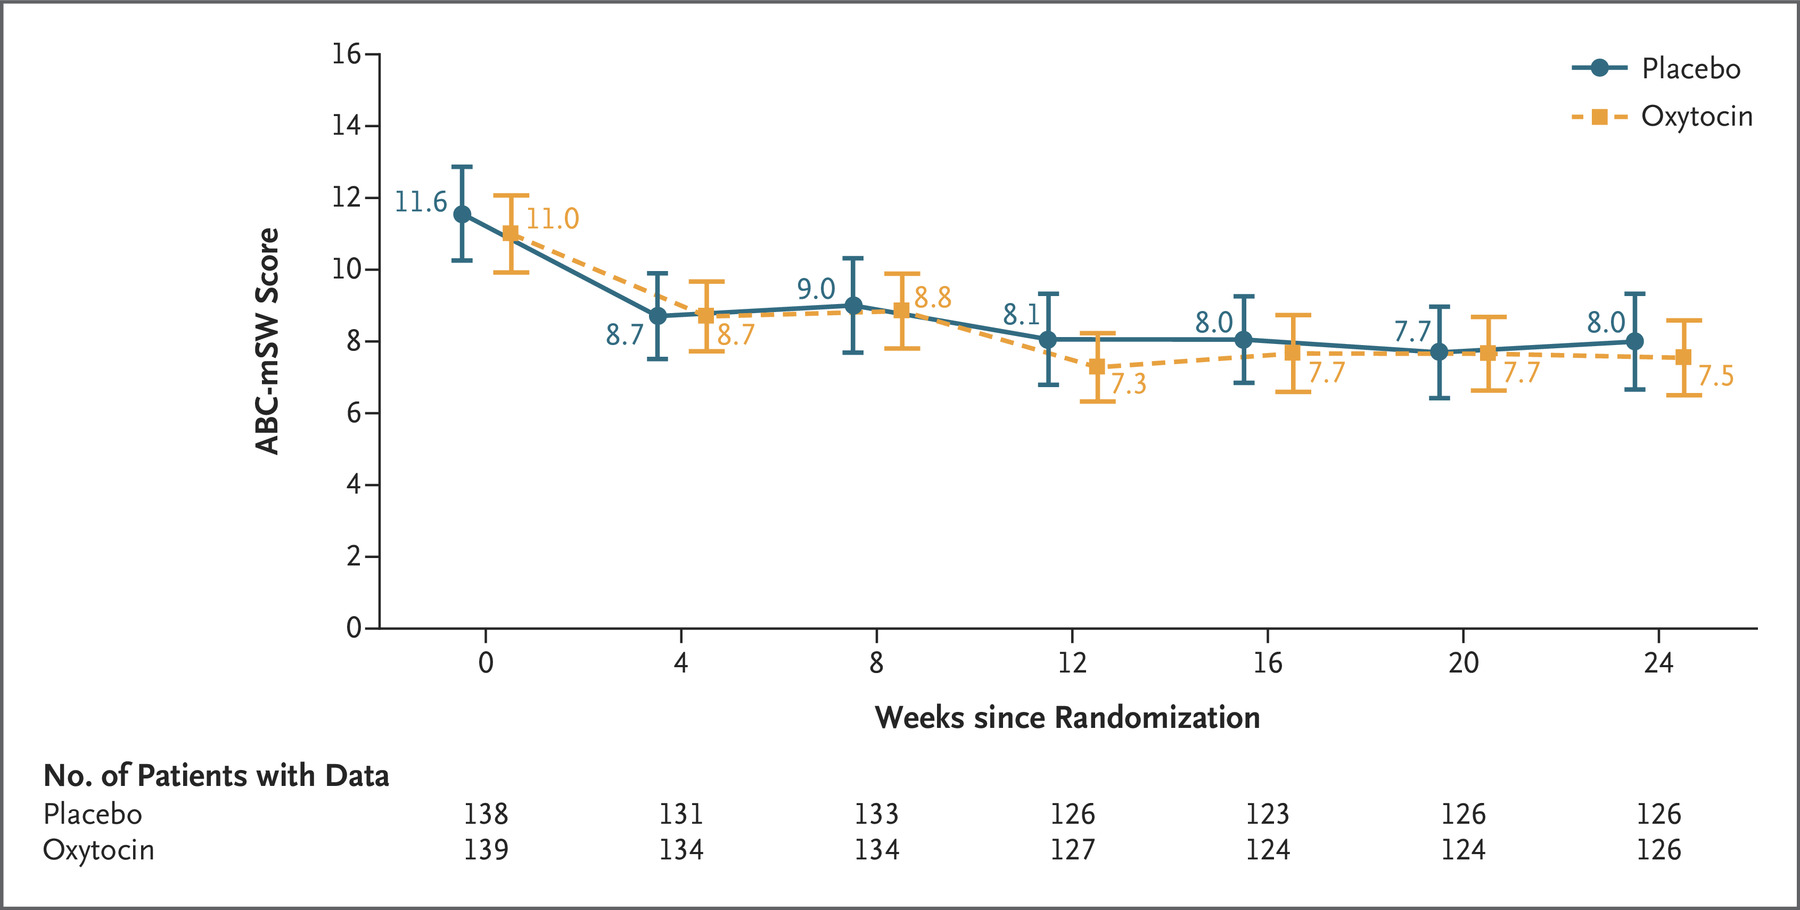 16
14
12
10
8
6
4
2
0
ABC-mSW Score
Placebo
Oxytocin
11.6
11.0
8.7
8.7
9.0
8.8
8.1
7.3
8.0
7.7
7.7
7.7
8.0
7.5
0 4 8 12 16 20 24
Weeks since Randomization
No. of Patients with Data
Placebo 138 131 133 126 123 126 126
Oxytocin 139 134 134 127 124 124 126